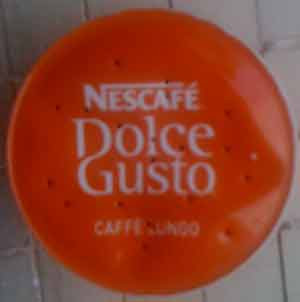 NESCAFÉ
Dolce
Gusto
CAFFÈ LUNGO